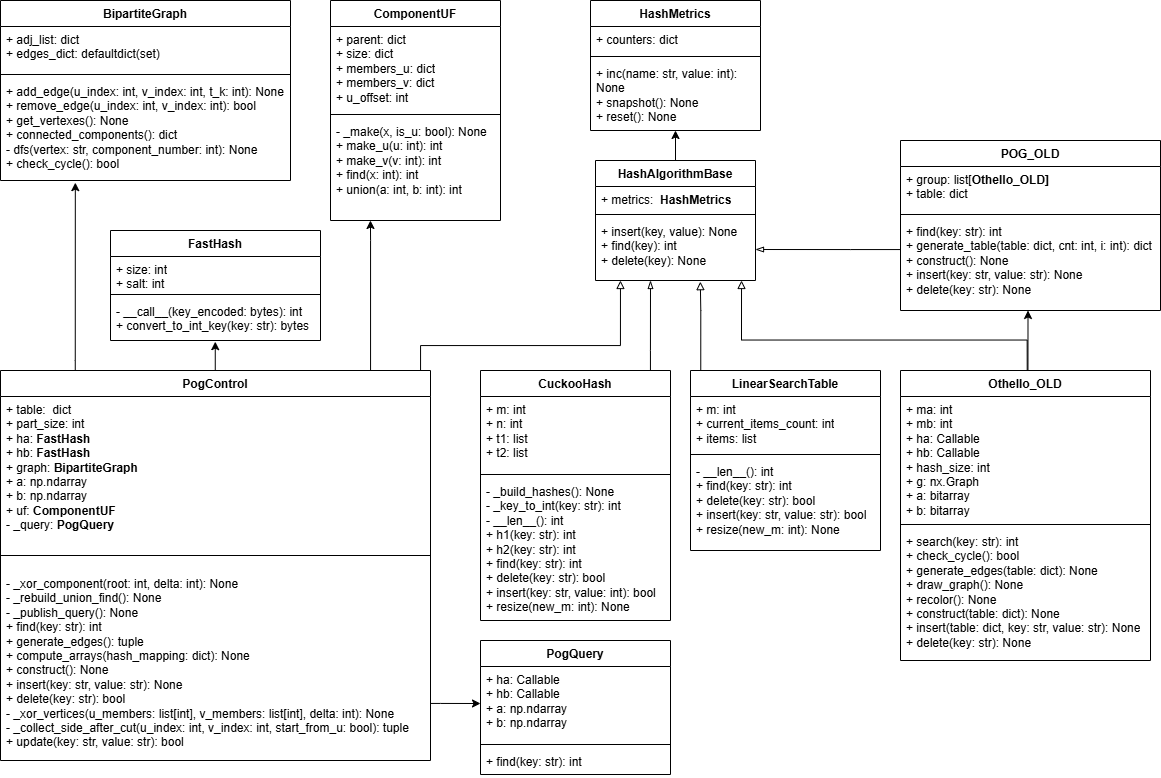 BipartiteGraph
+ adj_list: dict
+ edges_dict: defaultdict(set)
+ add_edge(u_index: int, v_index: int, t_k: int): None
+ remove_edge(u_index: int, v_index: int): bool
+ get_vertexes(): None
+ connected_components(): dict
- dfs(vertex: str, component_number: int): None
+ check_cycle(): bool
ComponentUF
+ parent: dict
+ size: dict
+ members_u: dict
+ members_v: dict
+ u_offset: int
- _make(x, is_u: bool): None
+ make_u(u: int): int
+ make_v(v: int): int
+ find(x: int): int
+ union(a: int, b: int): int
HashMetrics
+ counters: dict
+ inc(name: str, value: int):
None
+ snapshot(): None
+ reset(): None
HashAlgorithmBase
+ metrics: HashMetrics
+ insert(key, value): None
+ find(key): int
+ delete(key): None
POG_OLD
+ group: list[Othello_OLD]
+ table: dict
+ find(key: str): int
+ generate_table(table: dict, cnt: int, i: int): dict
+ construct(): None
+ insert(key: str, value: str): None
+ delete(key: str): None
FastHash
+ size: int
+ salt: int
- __call__(key_encoded: bytes): int
+ convert_to_int_key(key: str): bytes
PogControl
+ table:  dict
+ part_size: int
+ ha: FastHash
+ hb: FastHash
+ graph: BipartiteGraph
+ a: np.ndarray
+ b: np.ndarray
+ uf: ComponentUF
- _query: PogQuery
- _xor_component(root: int, delta: int): None
- _rebuild_union_find(): None
- _publish_query(): None
+ find(key: str): int
+ generate_edges(): tuple
+ compute_arrays(hash_mapping: dict): None
+ construct(): None
+ insert(key: str, value: str): None
+ delete(key: str): bool
- _xor_vertices(u_members: list[int], v_members: list[int], delta: int): None
- _collect_side_after_cut(u_index: int, v_index: int, start_from_u: bool): tuple
+ update(key: str, value: str): bool
CuckooHash
+ m: int
+ n: int
+ t1: list
+ t2: list
- _build_hashes(): None
- _key_to_int(key: str): int
- __len__(): int
+ h1(key: str): int
+ h2(key: str): int
+ find(key: str): int
+ delete(key: str): bool
+ insert(key: str, value: int): bool
+ resize(new_m: int): None
LinearSearchTable
+ m: int
+ current_items_count: int
+ items: list
- __len__(): int
+ find(key: str): int
+ delete(key: str): bool
+ insert(key: str, value: str): bool
+ resize(new_m: int): None
Othello_OLD
+ ma: int
+ mb: int
+ ha: Callable
+ hb: Callable
+ hash_size: int
+ g: nx.Graph
+ a: bitarray
+ b: bitarray
+ search(key: str): int
+ check_cycle(): bool
+ generate_edges(table: dict): None
+ draw_graph(): None
+ recolor(): None
+ construct(table: dict): None
+ insert(table: dict, key: str, value: str): None
+ delete(key: str): None
PogQuery
+ ha: Callable
+ hb: Callable
+ a: np.ndarray
+ b: np.ndarray
+ find(key: str): int